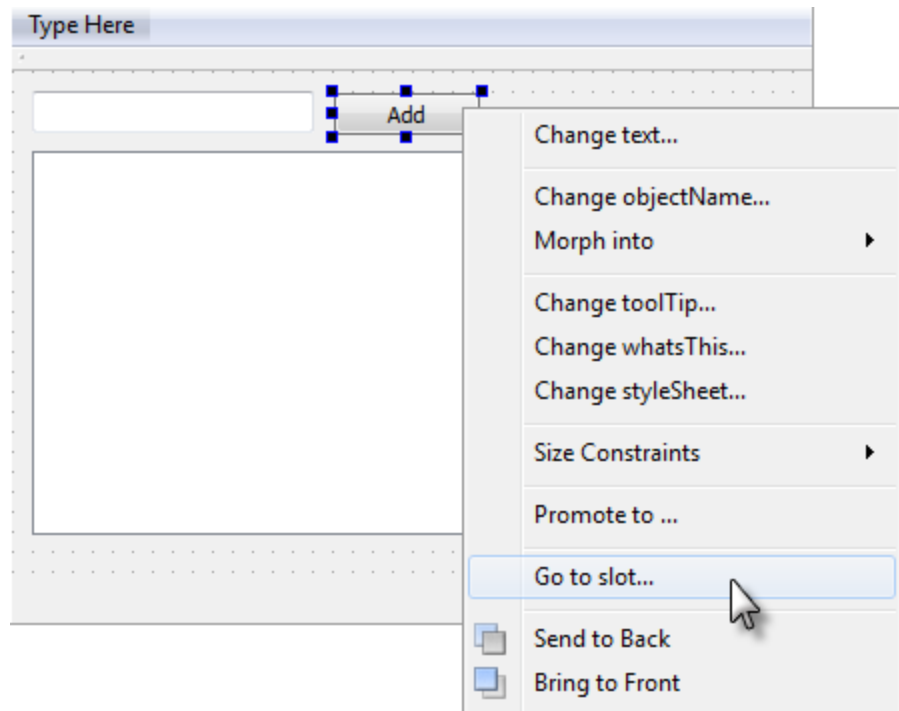 Type Here
Add
Change text...
Change objectName...
Morph into
Change toolTip...
Change whatsThis...
Change styleSheet...
Size Constraints
Promote to ...
Go to slot...
Send to Back
Bring to Front